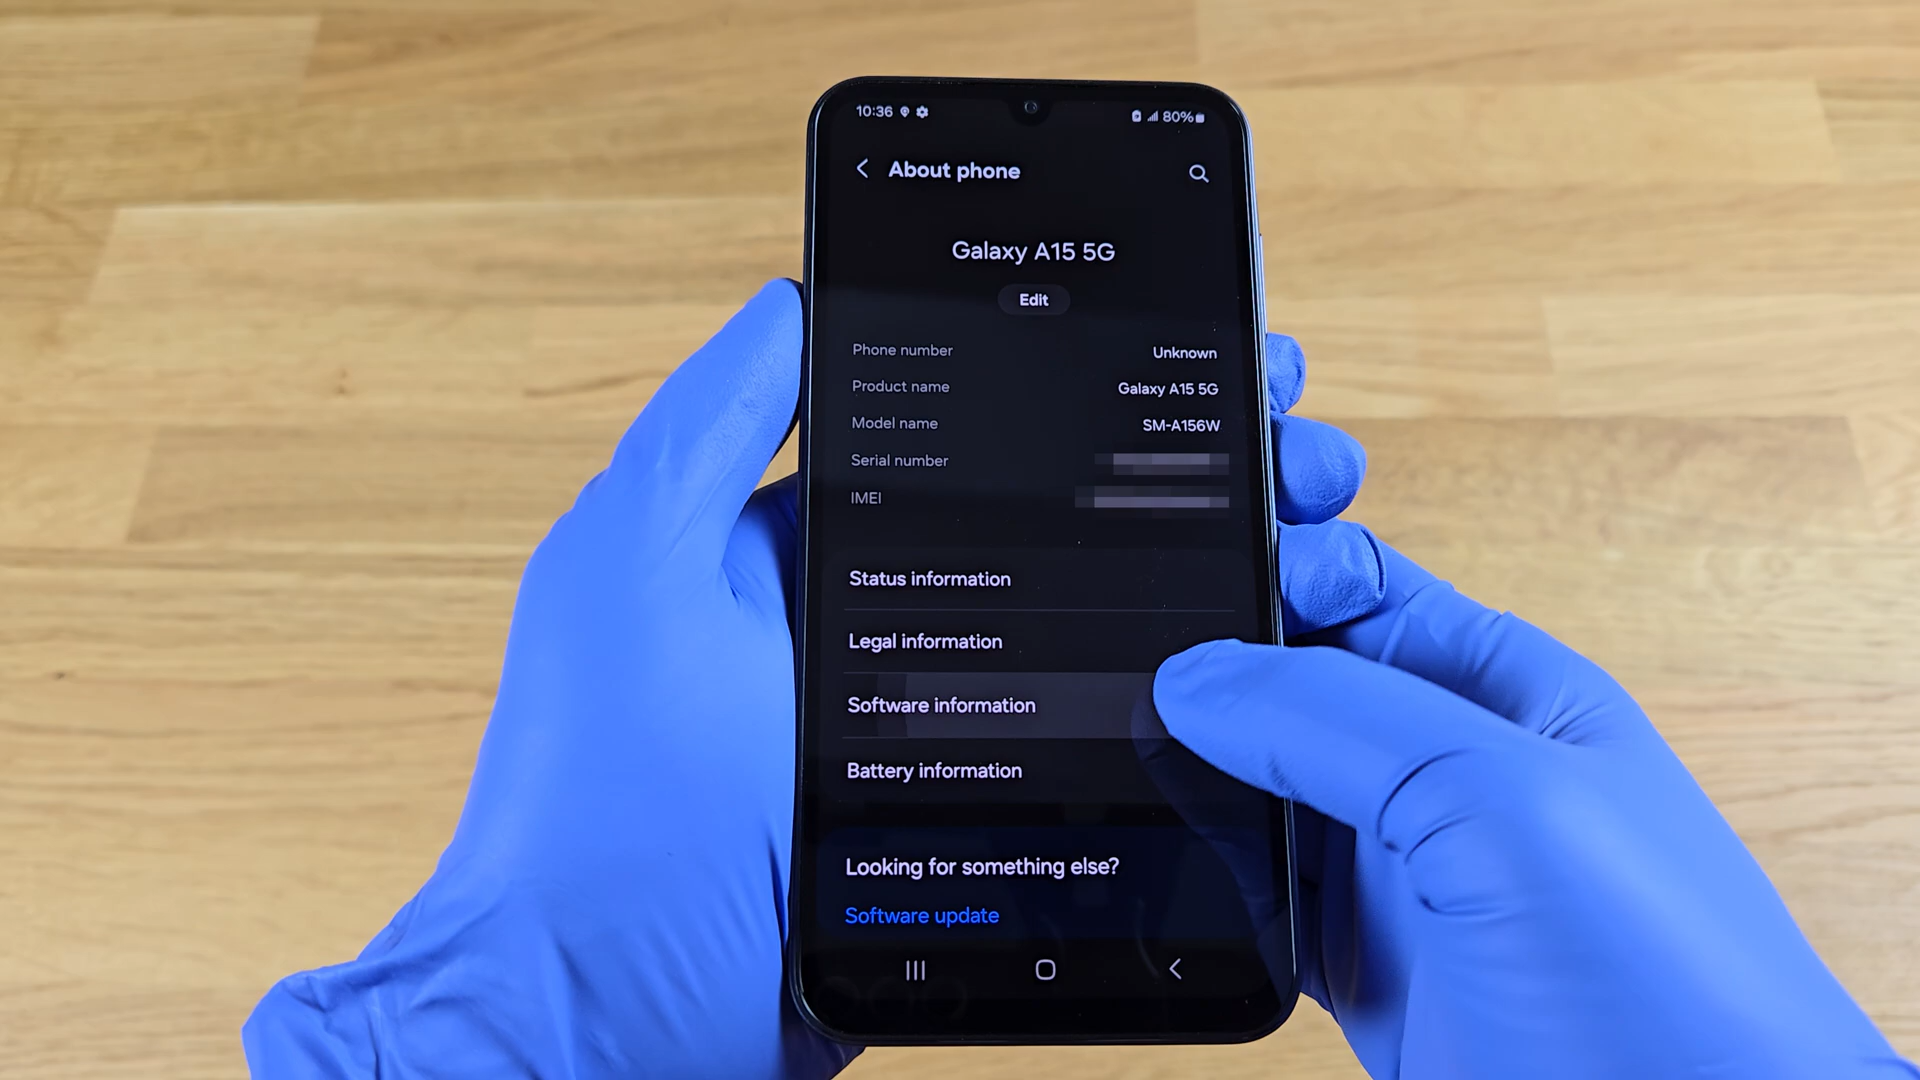 10:36 80%
About phone
Galaxy A15 5G
Edit
Phone number Unknown
Product name Galaxy A15 5G
Model name SM-A156W
Serial number
IMEI
Status information
Legal information
Software information
Battery information
Looking for something else?
Software update